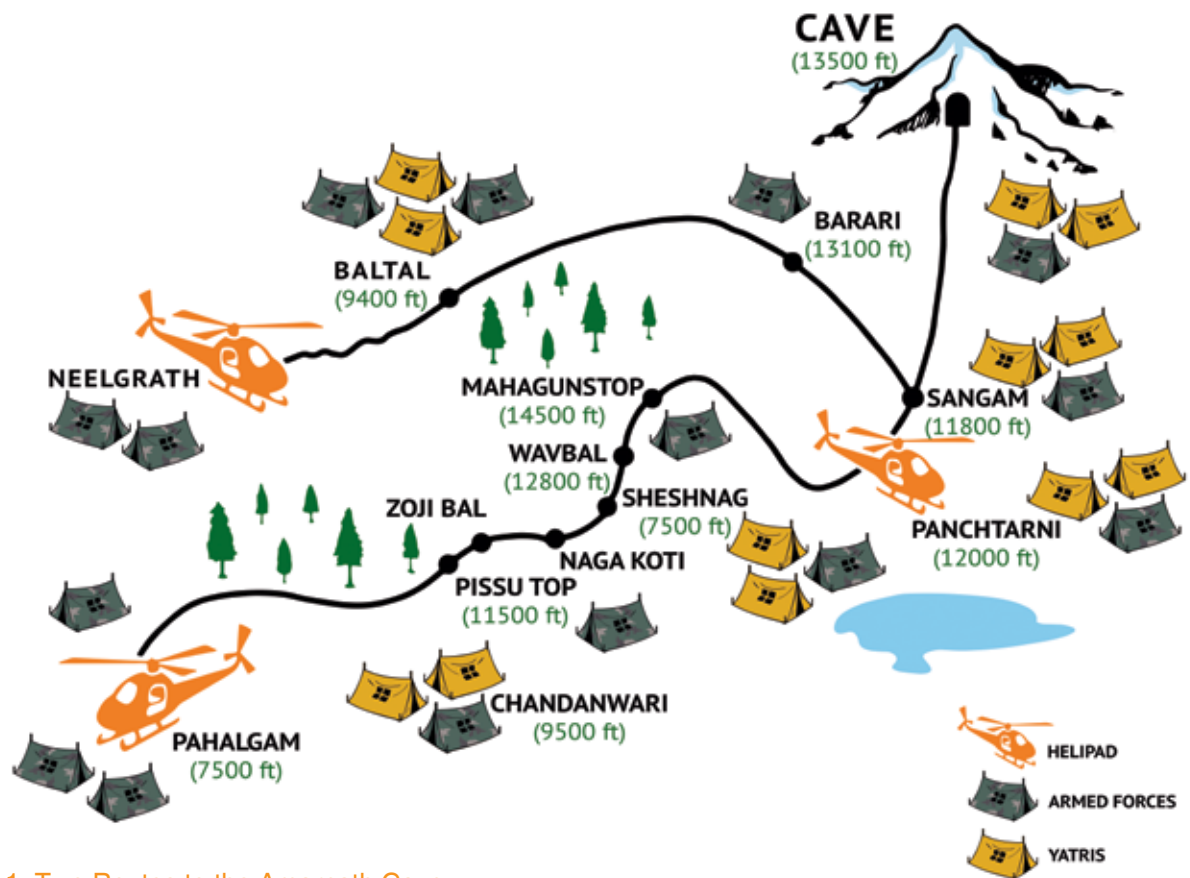 CAVE
(13500 ft)
BARARI
(13100 ft)
BALTAL
(9400 ft)
NEELGRATH
MAHAGUNSTOP
(14500 ft)
SANGAM
(11800 ft)
WAVBAL
(12800 ft)
SHESHNAG
(7500 ft)
ZOJI BAL
NAGA KOTI
PANCHTARNI
(12000 ft)
PISSU TOP
(11500 ft)
CHANDANWARI
(9500 ft)
PAHALGAM
(7500 ft)
HELIPAD
ARMED FORCES
YATRIS